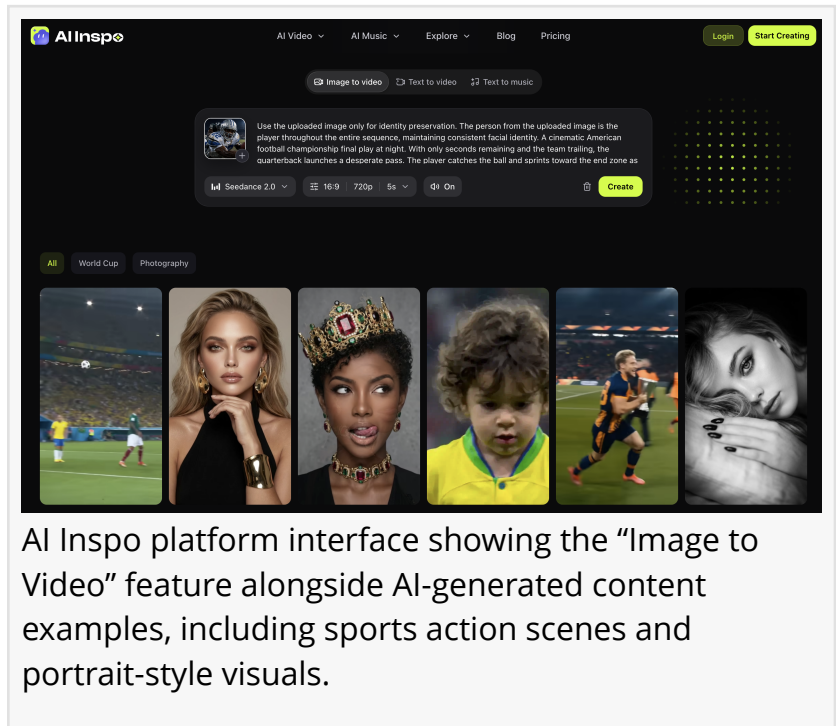 AI Inspo
AI Video
AI Music
Explore
Blog
Pricing
Login
Start Creating
Image to video
Text to video
Text to music
Use the uploaded image only for identity preservation. The person from the uploaded image is the
player throughout the entire sequence, maintaining consistent facial identity. A cinematic American
football championship final play at night. With only seconds remaining and the team trailing, the
quarterback launches a desperate pass. The player catches the ball and sprints toward the end zone as
Seedance 2.0
16:9
720p
5s
On
Create
All
World Cup
Photography
AI Inspo platform interface showing the “Image to
Video” feature alongside AI-generated content
examples, including sports action scenes and
portrait-style visuals.